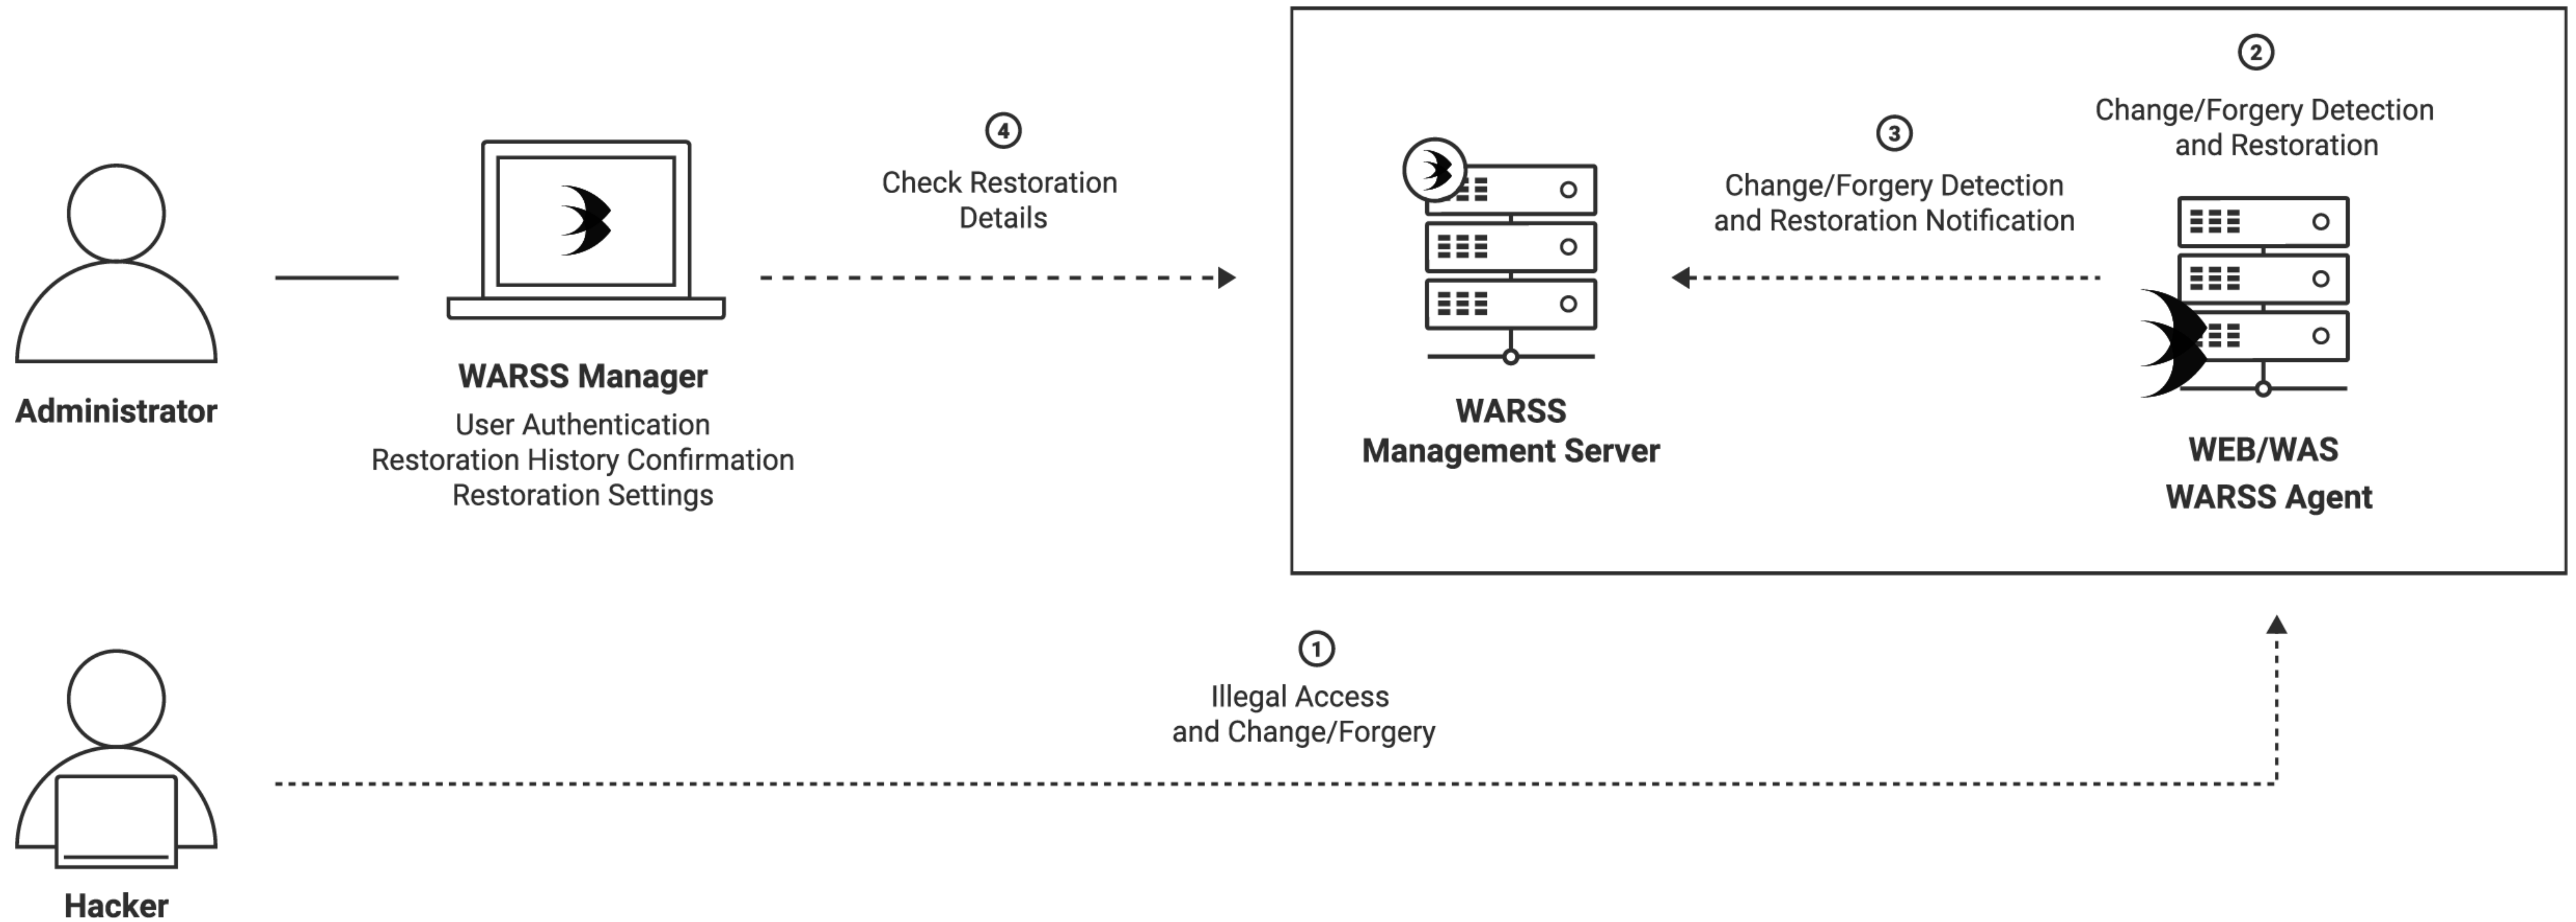 Administrator
WARSS Manager
User Authentication
Restoration History Confirmation
Restoration Settings
4
Check Restoration
Details
WARSS
Management Server
3
Change/Forgery Detection
and Restoration Notification
2
Change/Forgery Detection
and Restoration
WEB/WAS
WARSS Agent
1
Illegal Access
and Change/Forgery
Hacker